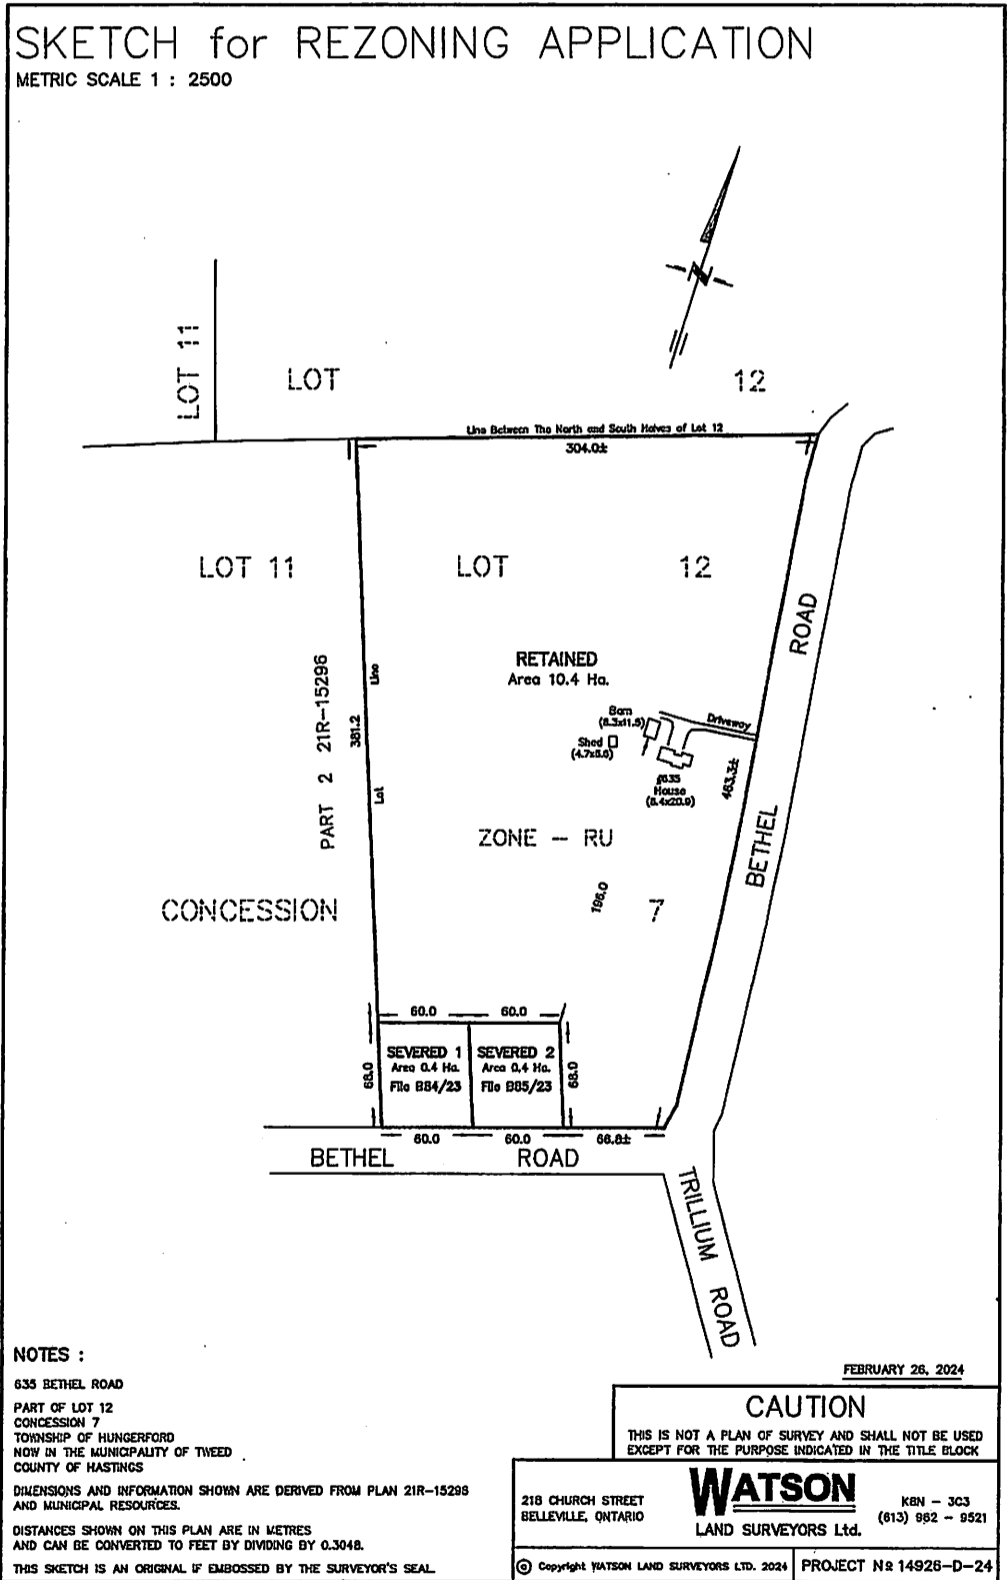 SKETCH for REZONING APPLICATION
METRIC SCALE 1 : 2500
N
LOT 11
LOT 12
Line Between The North and South Halves of Lot 12
304.0±
LOT 11
LOT 12
ROAD
RETAINED
Area 10.4 Ha.
PART 2 21R-15296
Line
381.2
Lot
Barn
Driveway
Shed
#635
House
463.3±
ZONE - RU
BETHEL
196.0
CONCESSION 7
60.0 60.0
SEVERED 1
Area 0.4 Ha.
File B84/23
SEVERED 2
Area 0.4 Ha.
File B85/23
68.0
68.0
60.0 60.0 66.8±
BETHEL ROAD
TRILLIUM ROAD
NOTES :
635 BETHEL ROAD
PART OF LOT 12
CONCESSION 7
TOWNSHIP OF HUNGERFORD
NOW IN THE MUNICIPALITY OF TWEED
COUNTY OF HASTINGS
DIMENSIONS AND INFORMATION SHOWN ARE DERIVED FROM PLAN 21R-15296
AND MUNICIPAL RESOURCES.
DISTANCES SHOWN ON THIS PLAN ARE IN METRES
AND CAN BE CONVERTED TO FEET BY DIVIDING BY 0.3048.
THIS SKETCH IS AN ORIGINAL IF EMBOSSED BY THE SURVEYOR'S SEAL
FEBRUARY 26, 2024
CAUTION
THIS IS NOT A PLAN OF SURVEY AND SHALL NOT BE USED
EXCEPT FOR THE PURPOSE INDICATED IN THE TITLE BLOCK
218 CHURCH STREET
BELLEVILLE, ONTARIO
WATSON
LAND SURVEYORS Ltd.
K8N - 3C3
(613) 962 - 9521
© Copyright WATSON LAND SURVEYORS LTD. 2024
PROJECT Nº 14926-D-24